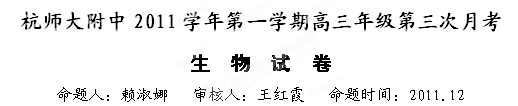 杭师大附中 2011 学年第一学期高三年级第三次月考
生 物 试 卷
命题人：赖淑娜 审核人：王红霞 命题时间：2011.12